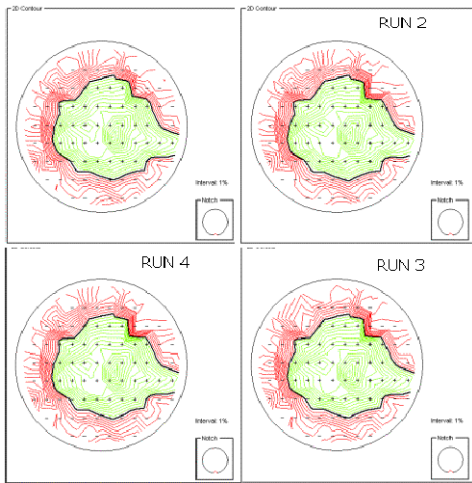 2D Contour
2D Contour
RUN 2
Interval: 1%
Interval: 1%
Notch
Notch
RUN 4
RUN 3
Interval: 1%
Interval: 1%
Notch
Notch